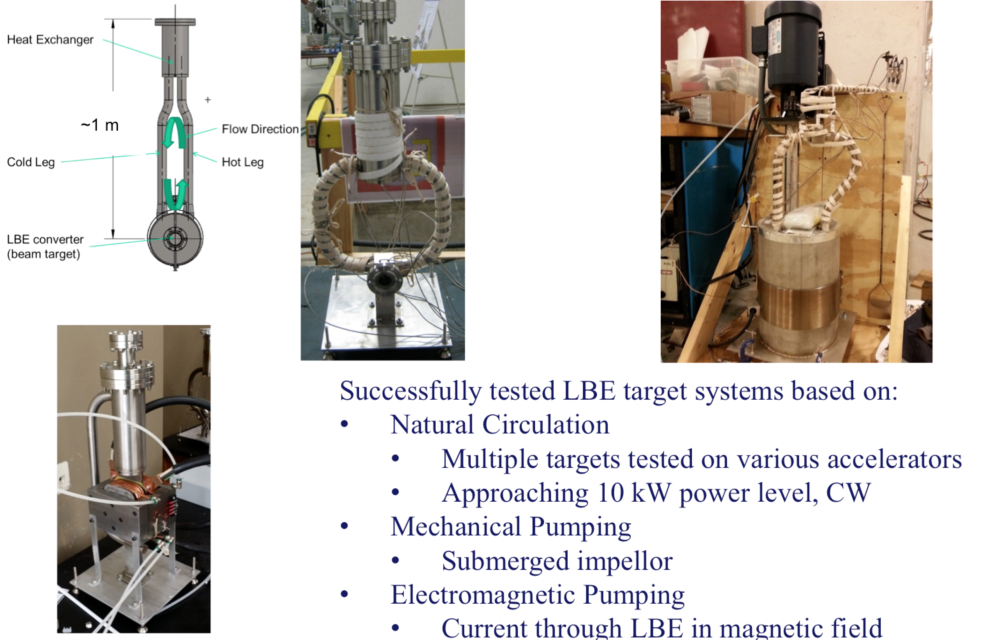 Heat Exchanger
~1 m
Flow Direction
Cold Leg
Hot Leg
LBE converter
(beam target)
Successfully tested LBE target systems based on:
• Natural Circulation
• Multiple targets tested on various accelerators
• Approaching 10 kW power level, CW
• Mechanical Pumping
• Submerged impellor
• Electromagnetic Pumping
• Current through LBE in magnetic field
IMPORTANT
varian